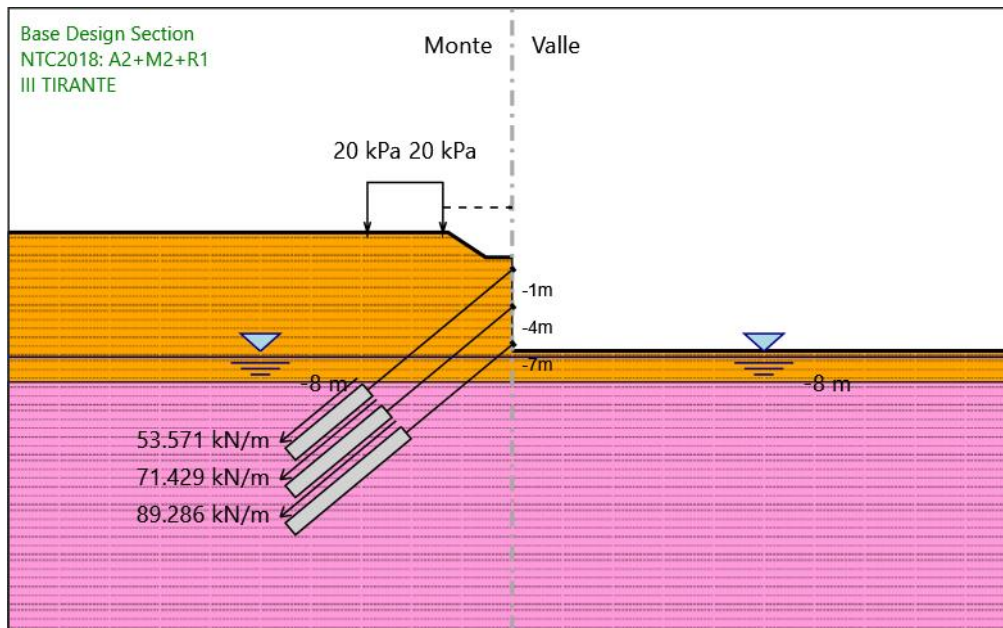 Base Design Section
NTC2018: A2+M2+R1
III TIRANTE
Monte Valle
20 kPa 20 kPa
-1m
-4m
-7m
-8 m -8 m
53.571 kN/m
71.429 kN/m
89.286 kN/m